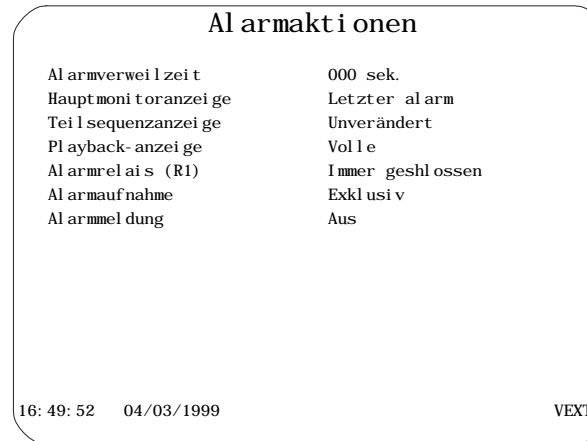 Alarmaktionen
Alarmverweilzeit 000 sek.
Hauptmonitoranzeige Letzter alarm
Teilsequenzanzeige Unverändert
Playback-anzeige Volle
Alarmrelais (R1) Immer geshlossen
Alarmaufnahme Exklusiv
Alarmmeldung Aus
16:49:52 04/03/1999 VEXT